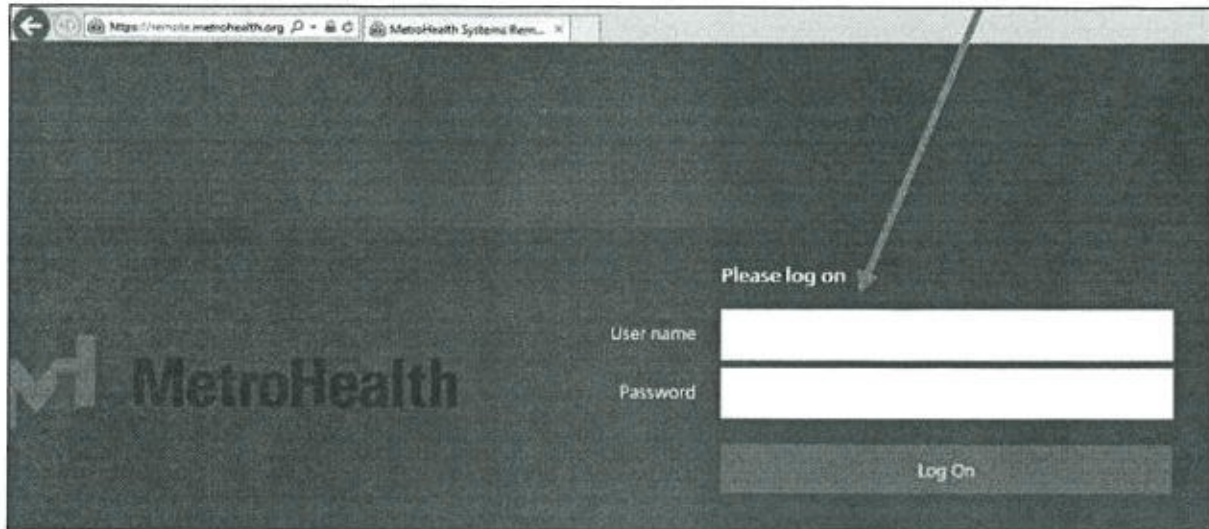 https://remote.metrohealth.org
MetroHealth Systems Rem...
Please log on
User name
Password
MetroHealth
Log On